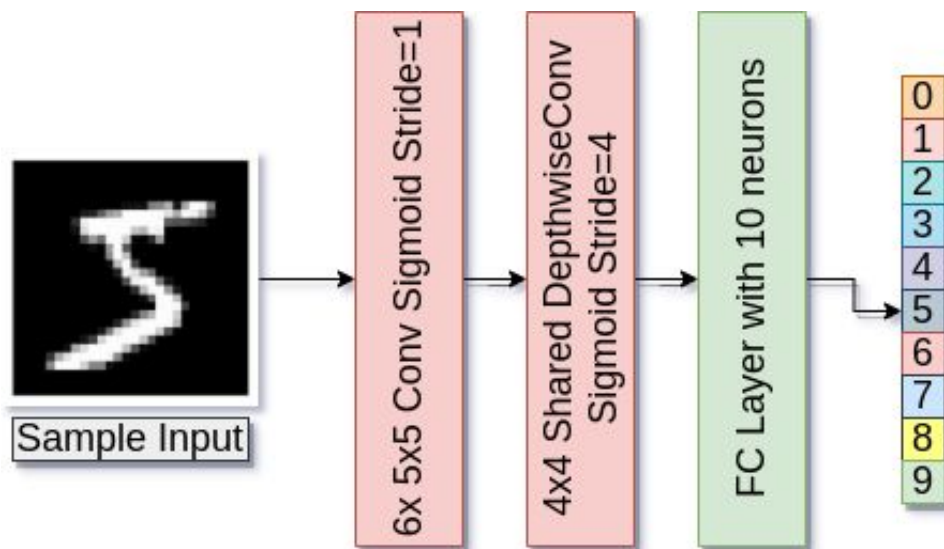 Sample Input
6x 5x5 Conv Sigmoid Stride=1
4x4 Shared DepthwiseConv
Sigmoid Stride=4
FC Layer with 10 neurons
0
1
2
3
4
5
6
7
8
9